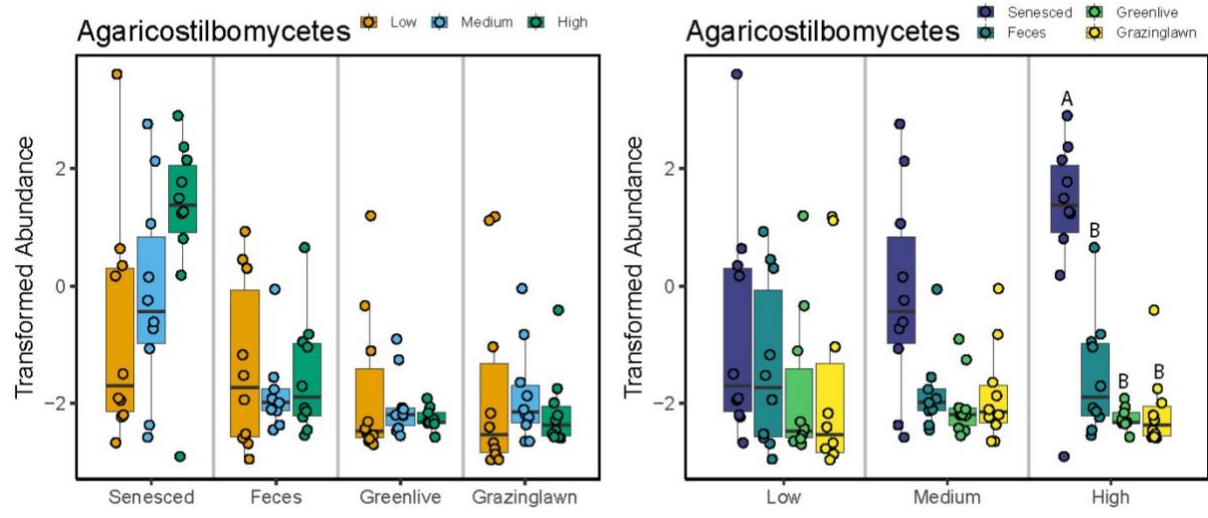 Agaricostilbomycetes
Low Medium High
Transformed Abundance
2
0
−2
Senesced Feces Greenlive Grazinglawn
Agaricostilbomycetes
Senesced Greenlive
Feces Grazinglawn
Transformed Abundance
2
0
−2
A
B
B
B
Low Medium High